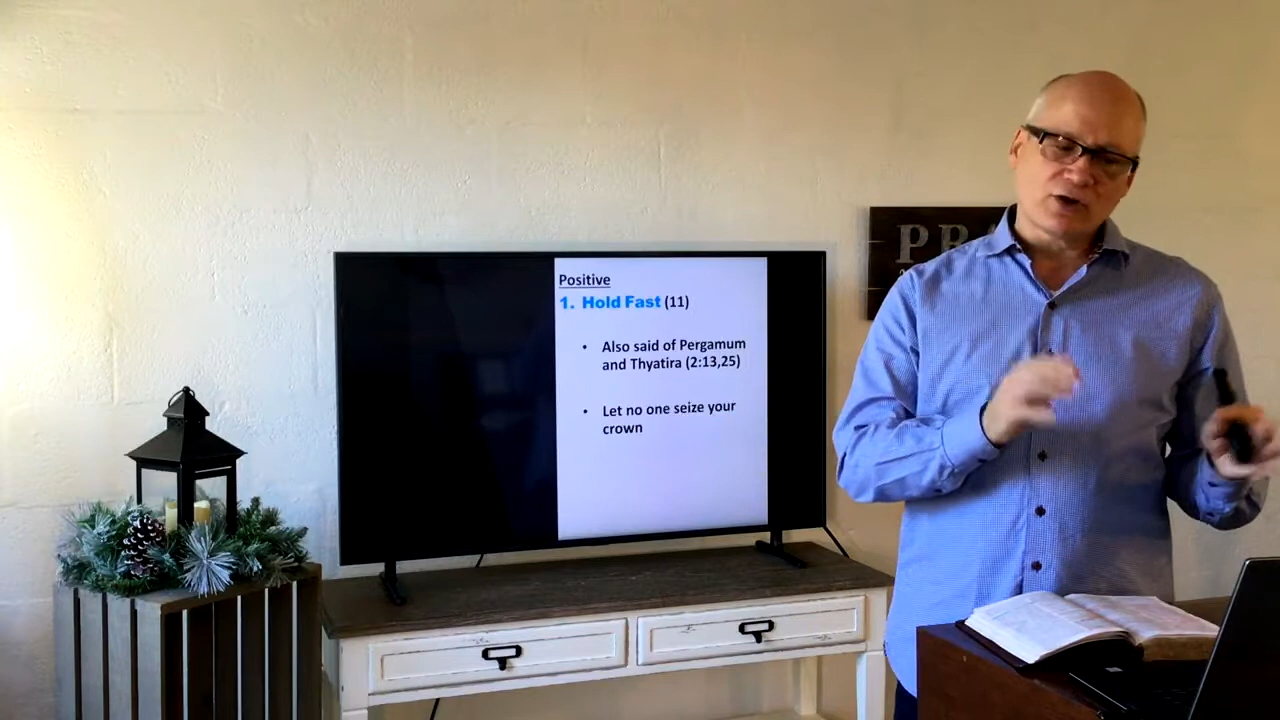 Positive
1. Hold Fast (11)
• Also said of Pergamum
and Thyatira (2:13,25)
• Let no one seize your
crown